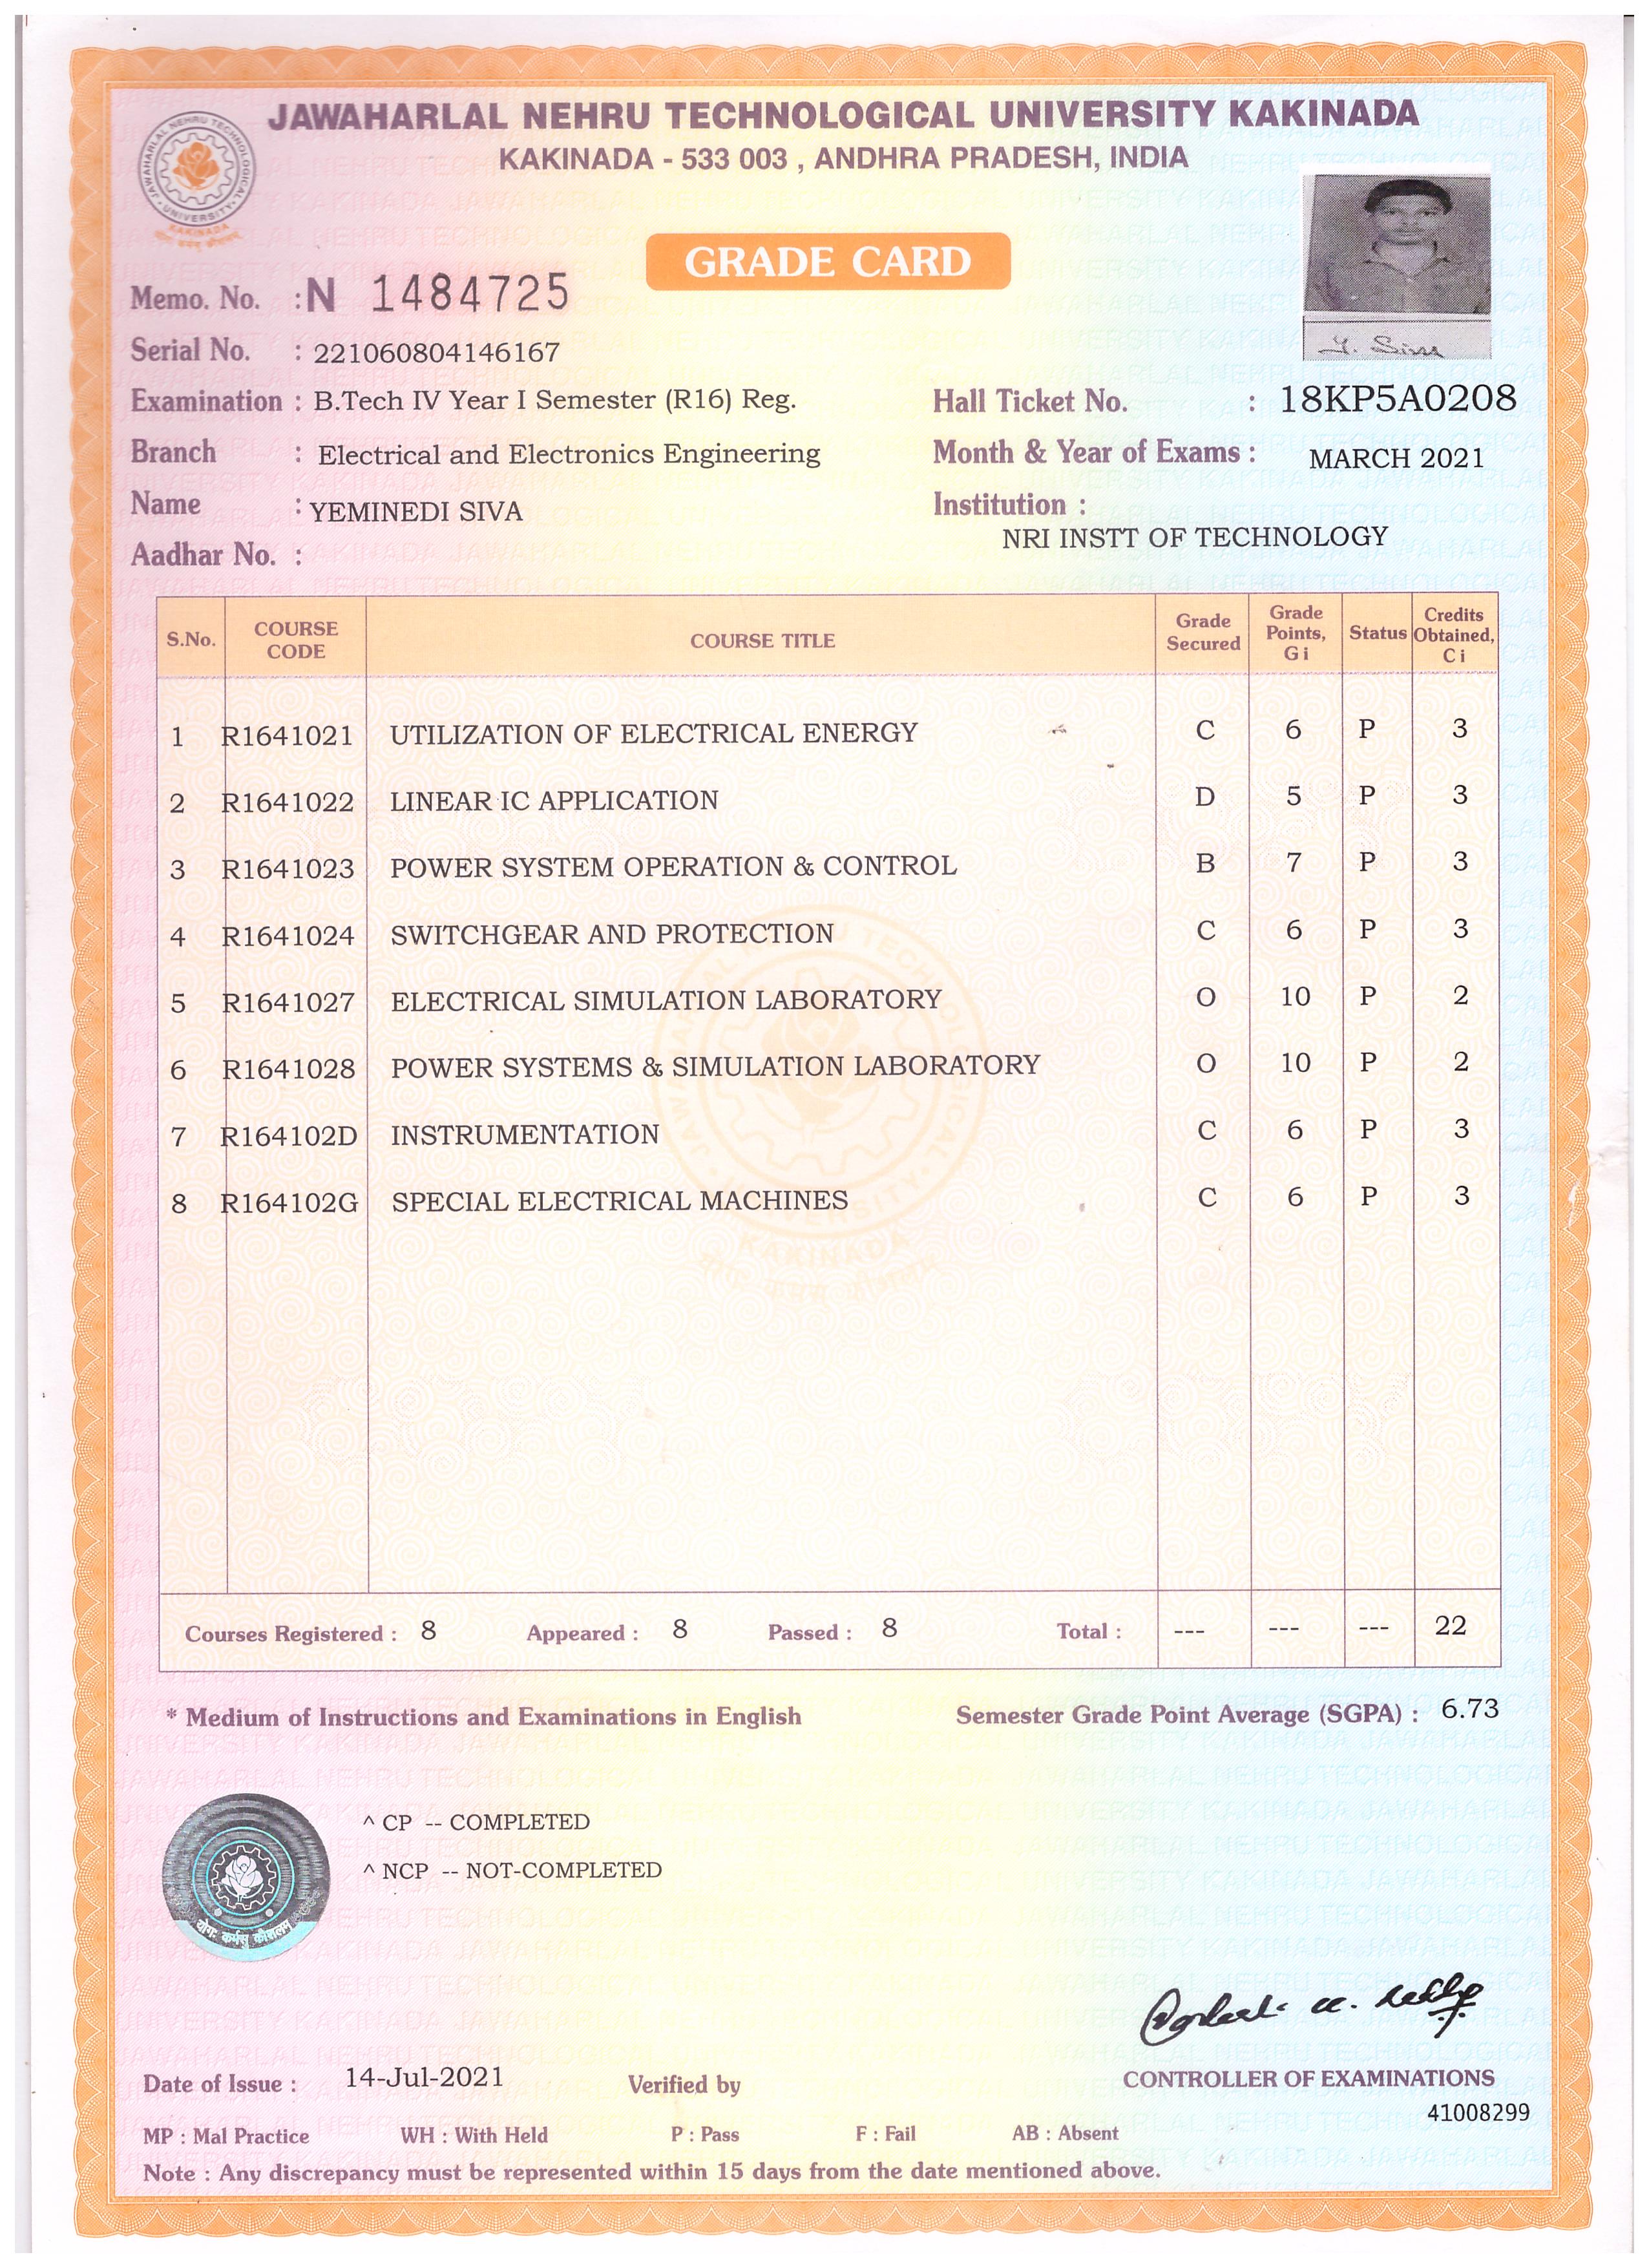 JAWAHARLAL NEHRU TECHNOLOGICAL UNIVERSITY KAKINADA
KAKINADA - 533 003 , ANDHRA PRADESH, INDIA
JAWAHARLAL NEHRU TECHNOLOGICAL
UNIVERSITY
KAKINADA
GRADE CARD
Memo. No. : N 1484725
Y. Siva
Serial No. : 221060804146167
Examination : B.Tech IV Year I Semester (R16) Reg. Hall Ticket No. : 18KP5A0208
Branch : Electrical and Electronics Engineering Month & Year of Exams : MARCH 2021
Name : YEMINEDI SIVA Institution :
NRI INSTT OF TECHNOLOGY
Aadhar No. :
S.No. COURSE CODE COURSE TITLE Grade Secured Grade Points, G i Status Credits Obtained, C i
1 R1641021 UTILIZATION OF ELECTRICAL ENERGY C 6 P 3
2 R1641022 LINEAR IC APPLICATION D 5 P 3
3 R1641023 POWER SYSTEM OPERATION & CONTROL B 7 P 3
4 R1641024 SWITCHGEAR AND PROTECTION C 6 P 3
5 R1641027 ELECTRICAL SIMULATION LABORATORY O 10 P 2
6 R1641028 POWER SYSTEMS & SIMULATION LABORATORY O 10 P 2
7 R164102D INSTRUMENTATION C 6 P 3
8 R164102G SPECIAL ELECTRICAL MACHINES C 6 P 3
Courses Registered : 8 Appeared : 8 Passed : 8 Total : --- --- --- 22
* Medium of Instructions and Examinations in English Semester Grade Point Average (SGPA) : 6.73
^ CP -- COMPLETED
^ NCP -- NOT-COMPLETED
योगः कर्मसु कौशलम्
Date of Issue : 14-Jul-2021 Verified by CONTROLLER OF EXAMINATIONS
41008299
MP : Mal Practice WH : With Held P : Pass F : Fail AB : Absent
Note : Any discrepancy must be represented within 15 days from the date mentioned above.